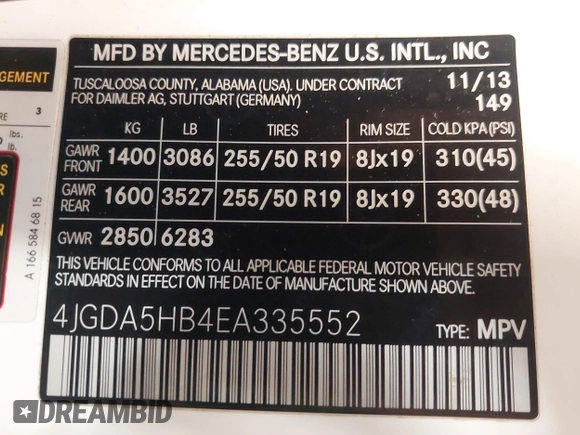 MFD BY MERCEDES-BENZ U.S. INTL., INC
TUSCALOOSA COUNTY, ALABAMA (USA). UNDER CONTRACT 11/13
FOR DAIMLER AG, STUTTGART (GERMANY) 149
KG LB TIRES RIM SIZE COLD KPA(PSI)
GAWR FRONT 1400 3086 255/50 R19 8Jx19 310(45)
GAWR REAR 1600 3527 255/50 R19 8Jx19 330(48)
GVWR 2850 6283
THIS VEHICLE CONFORMS TO ALL APPLICABLE FEDERAL MOTOR VEHICLE SAFETY
STANDARDS IN EFFECT ON THE DATE OF MANUFACTURE SHOWN ABOVE.
4JGDA5HB4EA335552 TYPE: MPV
3
lbs.
lb.
A 166 584 68 15
DREAMBID